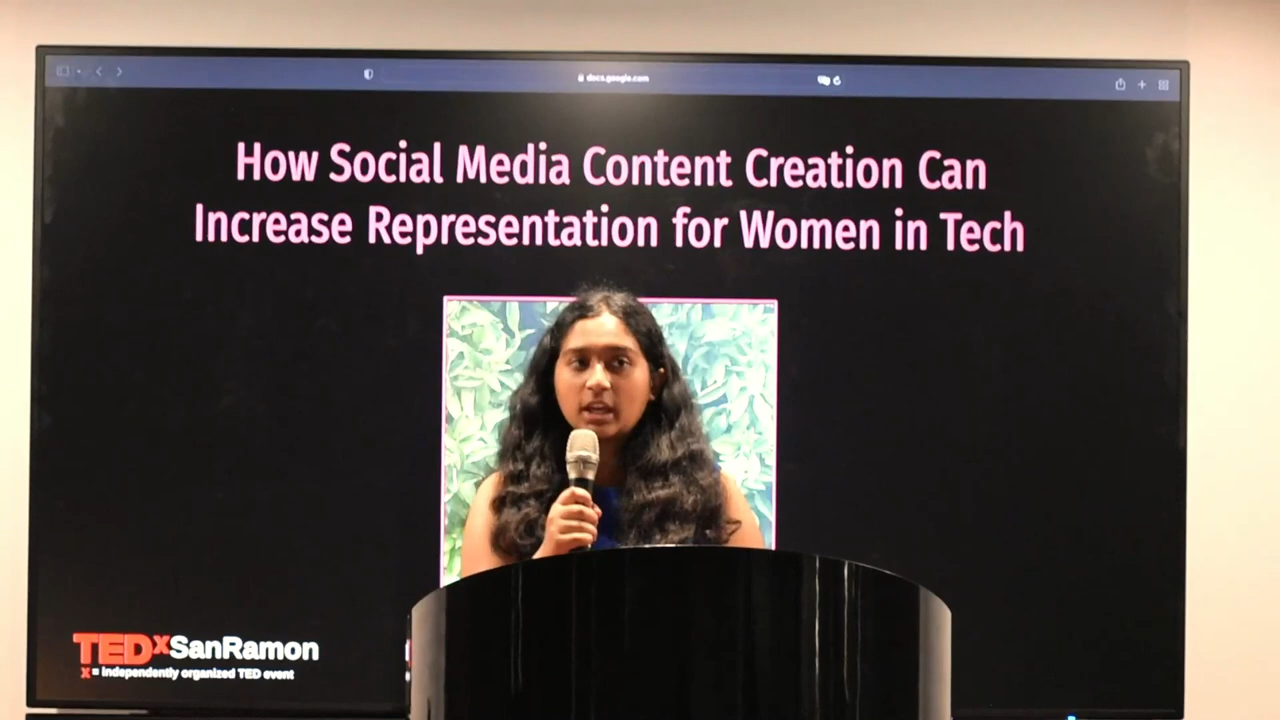 docs.google.com
How Social Media Content Creation Can
Increase Representation for Women in Tech
TEDxSanRamon
x = independently organized TED event